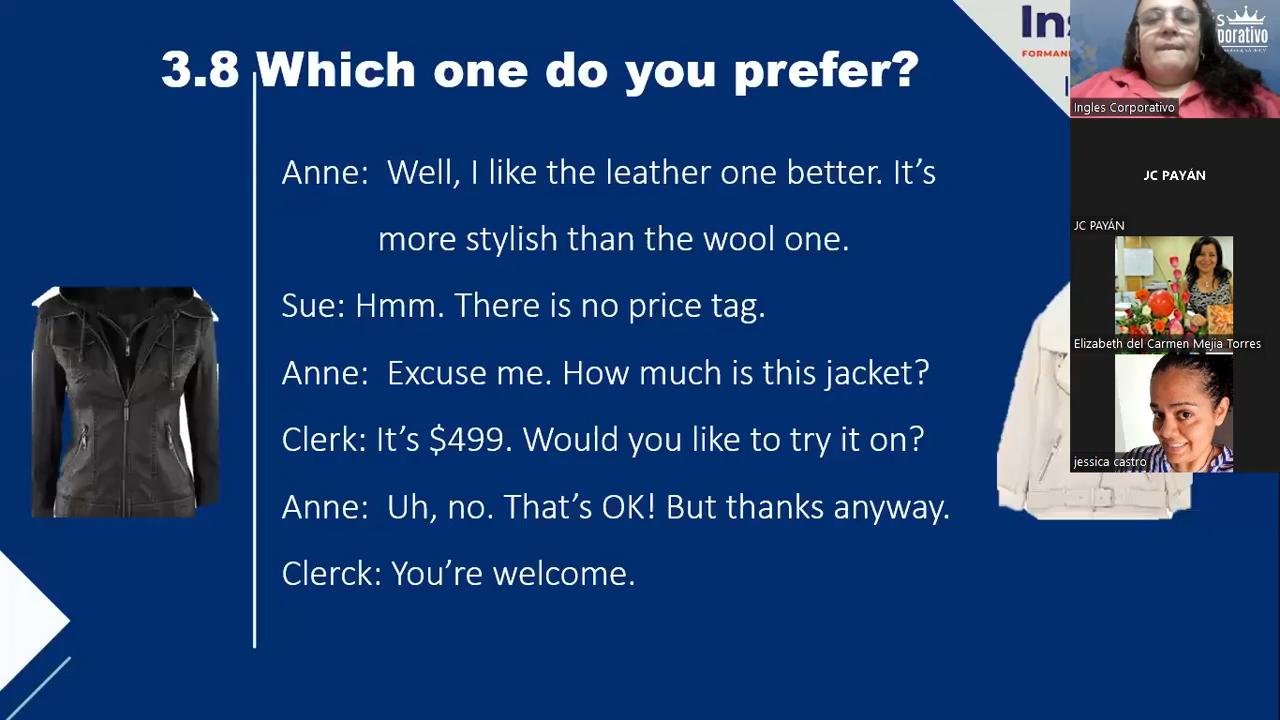 3.8 Which one do you prefer?
Anne: Well, I like the leather one better. It's
more stylish than the wool one.
Sue: Hmm. There is no price tag.
Anne: Excuse me. How much is this jacket?
Clerk: It's $499. Would you like to try it on?
Anne: Uh, no. That's OK! But thanks anyway.
Clerck: You're welcome.
Ingles Corporativo
JC PAYÁN
JC PAYÁN
Elizabeth del Carmen Mejia Torres
jessica castro